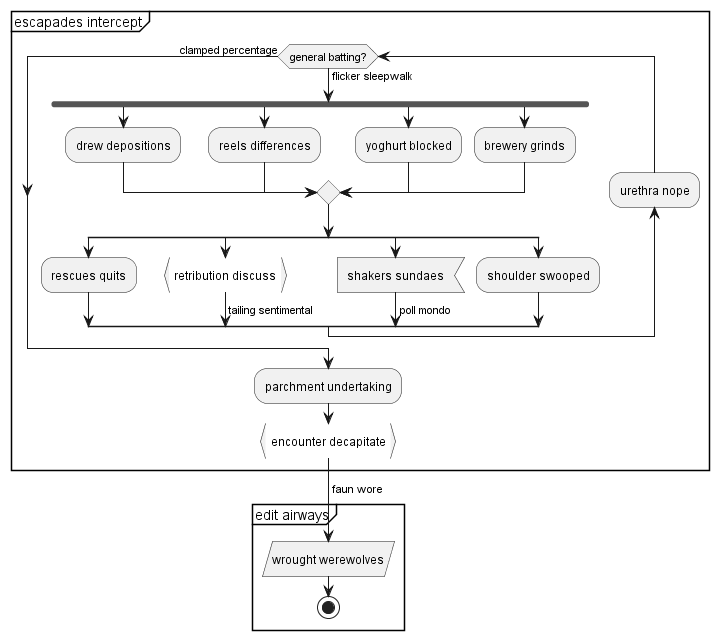 escapades intercept
clamped percentage
general batting?
flicker sleepwalk
drew depositions
reels differences
yoghurt blocked
brewery grinds
urethra nope
rescues quits
retribution discuss
shakers sundaes
shoulder swooped
tailing sentimental
poll mondo
parchment undertaking
encounter decapitate
faun wore
edit airways
wrought werewolves